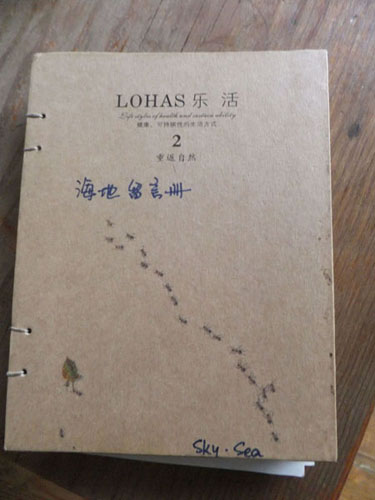 LOHAS 乐 活
Life styles of health and sustain ability
健康、可持续性的生活方式
2
重返自然
海地 留言册
Sky · Sea